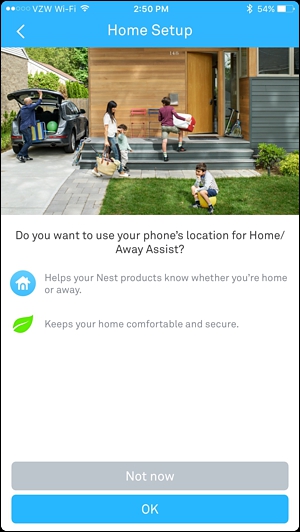 VZW Wi-Fi 2:50 PM 54%
Home Setup
Do you want to use your phone's location for Home/
Away Assist?
Helps your Nest products know whether you're home
or away.
Keeps your home comfortable and secure.
Not now
OK